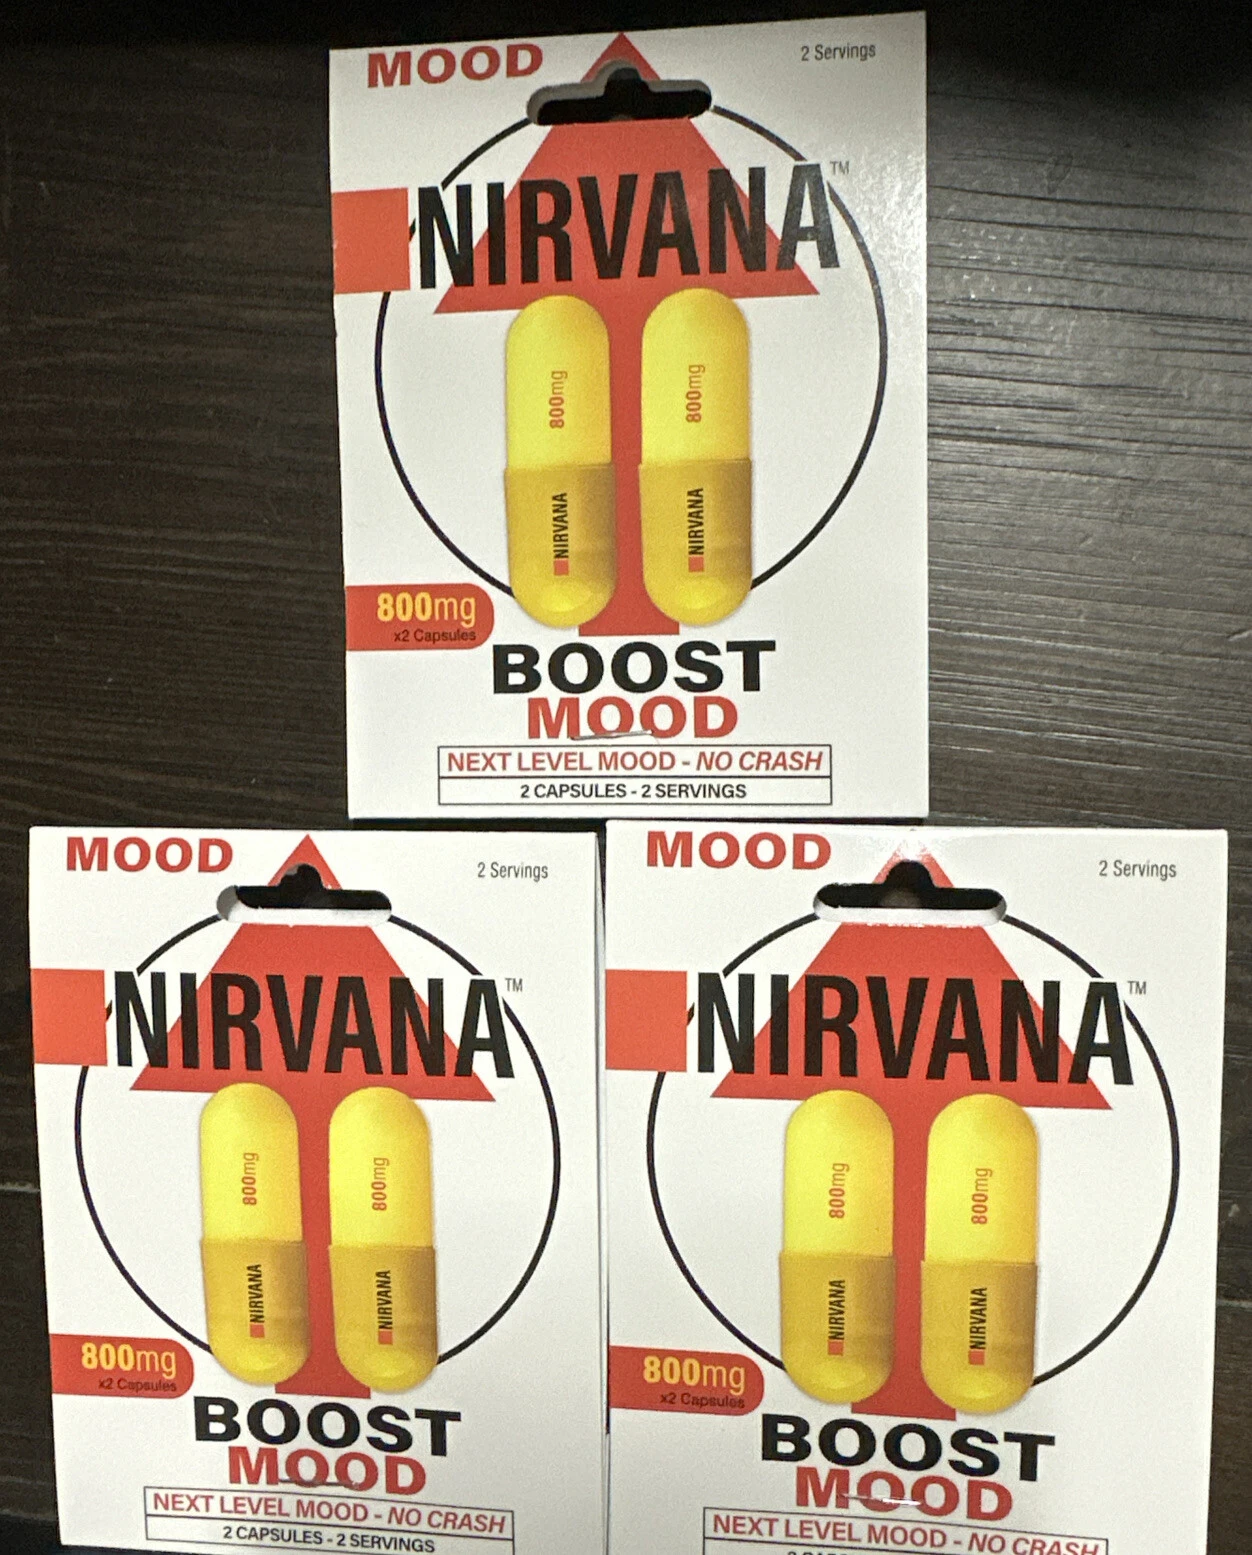 MOOD
2 Servings
NIRVANA™
800mg
800mg
NIRVANA
NIRVANA
800mg
x2 Capsules
BOOST
MOOD
NEXT LEVEL MOOD - NO CRASH
2 CAPSULES - 2 SERVINGS
MOOD
2 Servings
NIRVANA™
800mg
800mg
NIRVANA
NIRVANA
800mg
x2 Capsules
BOOST
MOOD
NEXT LEVEL MOOD - NO CRASH
2 CAPSULES - 2 SERVINGS
MOOD
2 Servings
NIRVANA™
800mg
800mg
NIRVANA
NIRVANA
800mg
x2 Capsules
BOOST
MOOD
NEXT LEVEL MOOD - NO CRASH